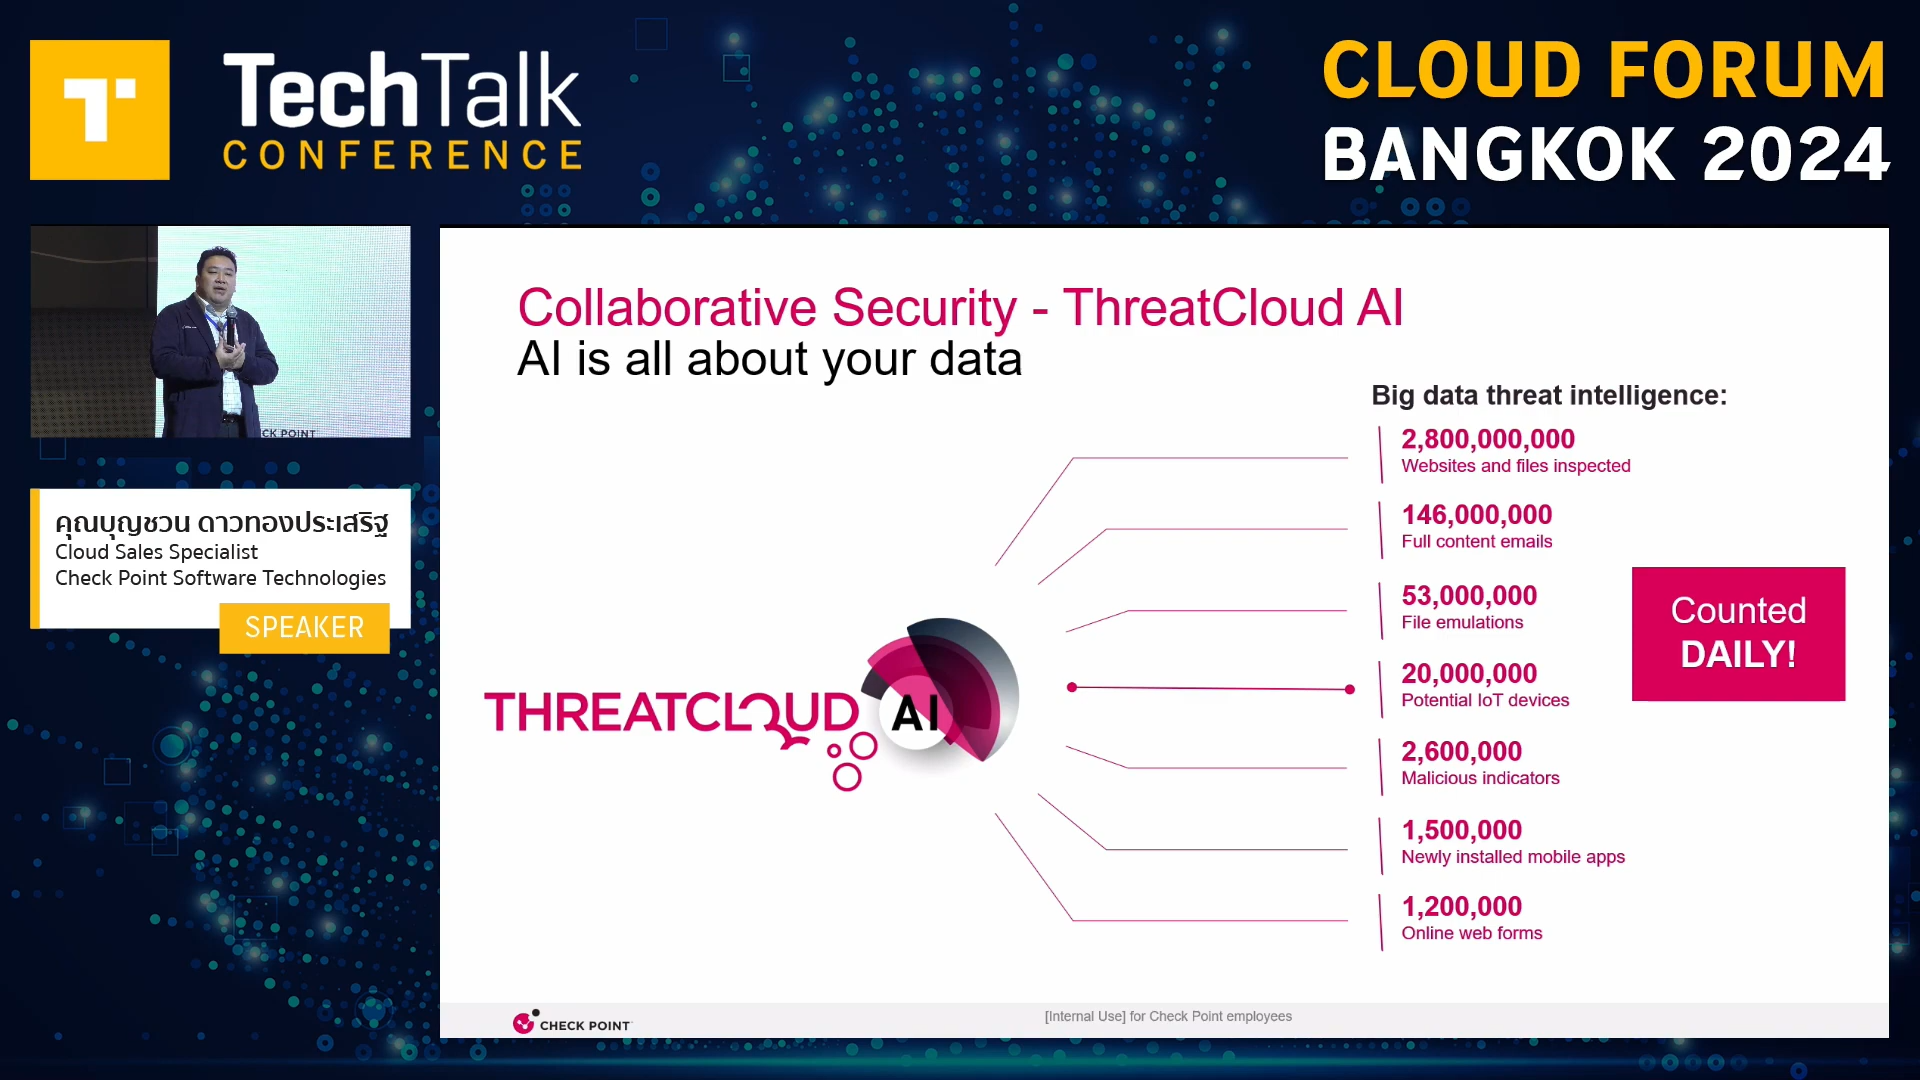 TechTalk
CONFERENCE
CLOUD FORUM
BANGKOK 2024
CK POINT
คุณบุญชวน ดาวทองประเสริฐ
Cloud Sales Specialist
Check Point Software Technologies
SPEAKER
Collaborative Security - ThreatCloud AI
AI is all about your data
Big data threat intelligence:
2,800,000,000
Websites and files inspected
146,000,000
Full content emails
53,000,000
File emulations
20,000,000
Potential IoT devices
2,600,000
Malicious indicators
1,500,000
Newly installed mobile apps
1,200,000
Online web forms
Counted
DAILY!
THREATCLOUD AI
CHECK POINT
[Internal Use] for Check Point employees